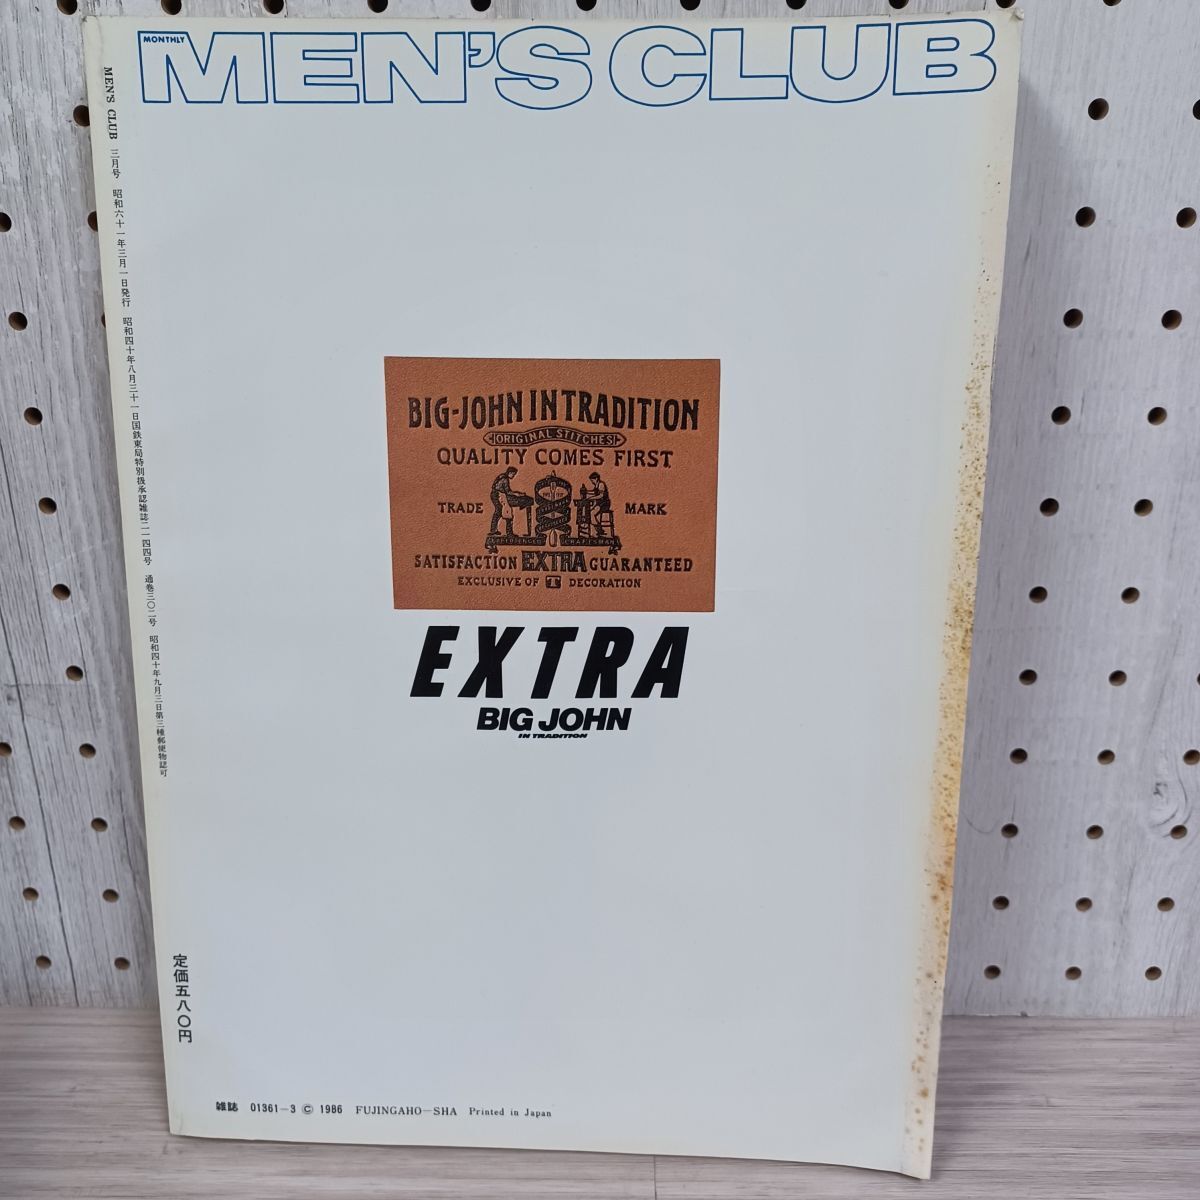 MONTHLY
MEN'S CLUB
MEN'S CLUB 三月号 昭和六十一年三月一日発行 昭和四十年八月三十一日国鉄東局特別扱承認雑誌二一四四号 通巻三〇二号 昭和四十年九月三日第三種郵便物認可
BIG-JOHN IN TRADITION
ORIGINAL STITCHES
QUALITY COMES FIRST
TRADE MARK
CRAFTSMAN
SATISFACTION EXTRA GUARANTEED
EXCLUSIVE OF T DECORATION
EXTRA
BIG JOHN
IN TRADITION
定価五八〇円
雑誌 01361-3 © 1986 FUJINGAHO-SHA Printed in Japan